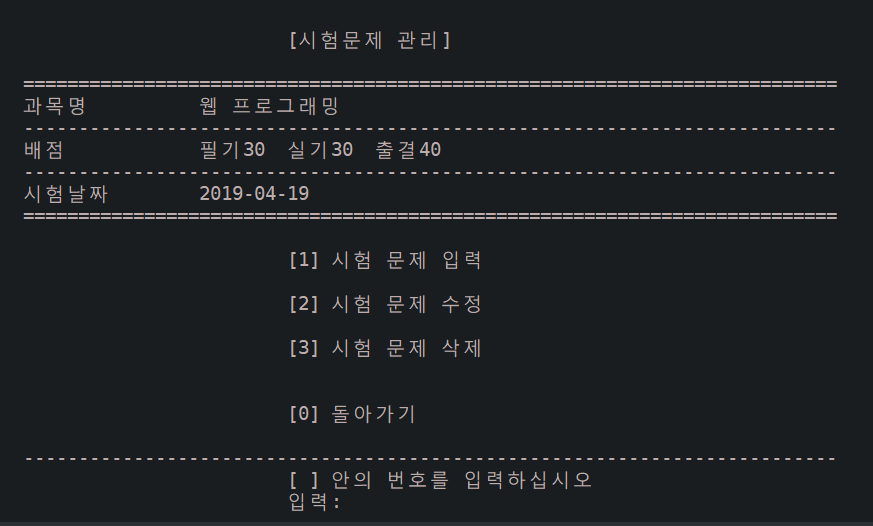 [시험문제 관리]
==========================================================================
과목명 웹 프로그래밍
--------------------------------------------------------------------------
배점 필기30 실기30 출결40
--------------------------------------------------------------------------
시험날짜 2019-04-19
==========================================================================
[1] 시험 문제 입력
[2] 시험 문제 수정
[3] 시험 문제 삭제
[0] 돌아가기
--------------------------------------------------------------------------
[ ] 안의 번호를 입력하십시오
입력: